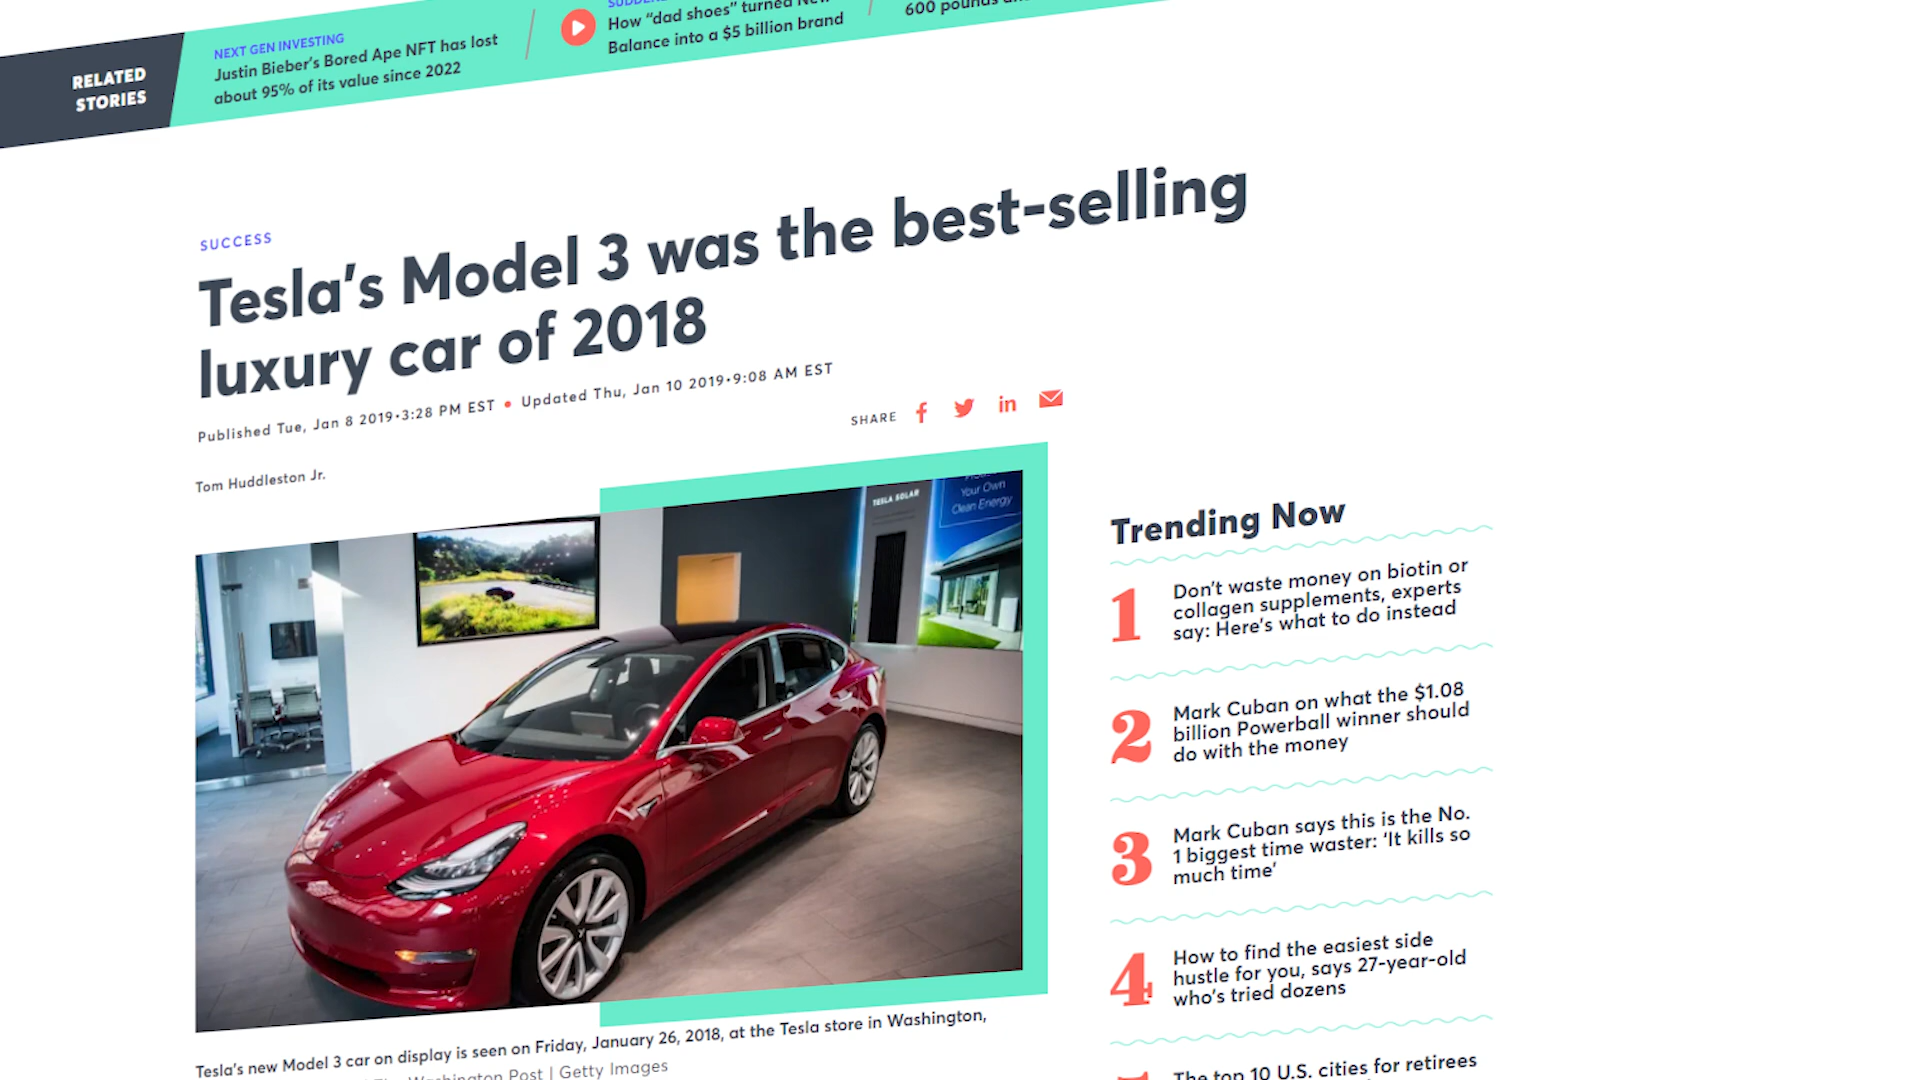 RELATED
STORIES
NEXT GEN INVESTING
Justin Bieber's Bored Ape NFT has lost
about 95% of its value since 2022
How “dad shoes” turned New
Balance into a $5 billion brand
600 pounds
SUCCESS
Tesla's Model 3 was the best-selling
luxury car of 2018
Published Tue, Jan 8 2019•3:28 PM EST • Updated Thu, Jan 10 2019•9:08 AM EST
Tom Huddleston Jr.
SHARE
TESLA SOLAR
Your Own
Clean Energy
Tesla's new Model 3 car on display is seen on Friday, January 26, 2018, at the Tesla store in Washington,
Washington Post | Getty Images
Trending Now
1
Don't waste money on biotin or
collagen supplements, experts
say: Here's what to do instead
2
Mark Cuban on what the $1.08
billion Powerball winner should
do with the money
3
Mark Cuban says this is the No.
1 biggest time waster: ‘It kills so
much time’
4
How to find the easiest side
hustle for you, says 27-year-old
who's tried dozens
The top 10 U.S. cities for retirees